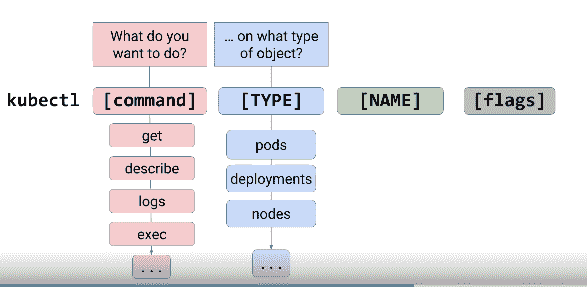 What do you
want to do?
... on what type
of object?
kubectl [command] [TYPE] [NAME] [flags]
get
describe
logs
exec
...
pods
deployments
nodes
...